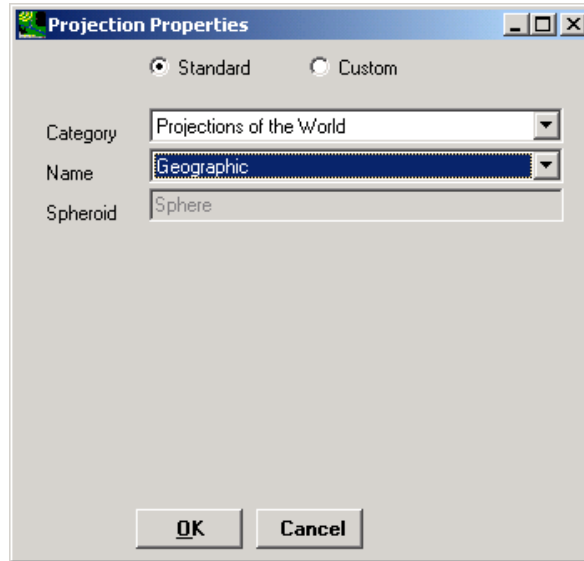 Projection Properties
Standard Custom
Category Projections of the World
Name Geographic
Spheroid Sphere
OK Cancel